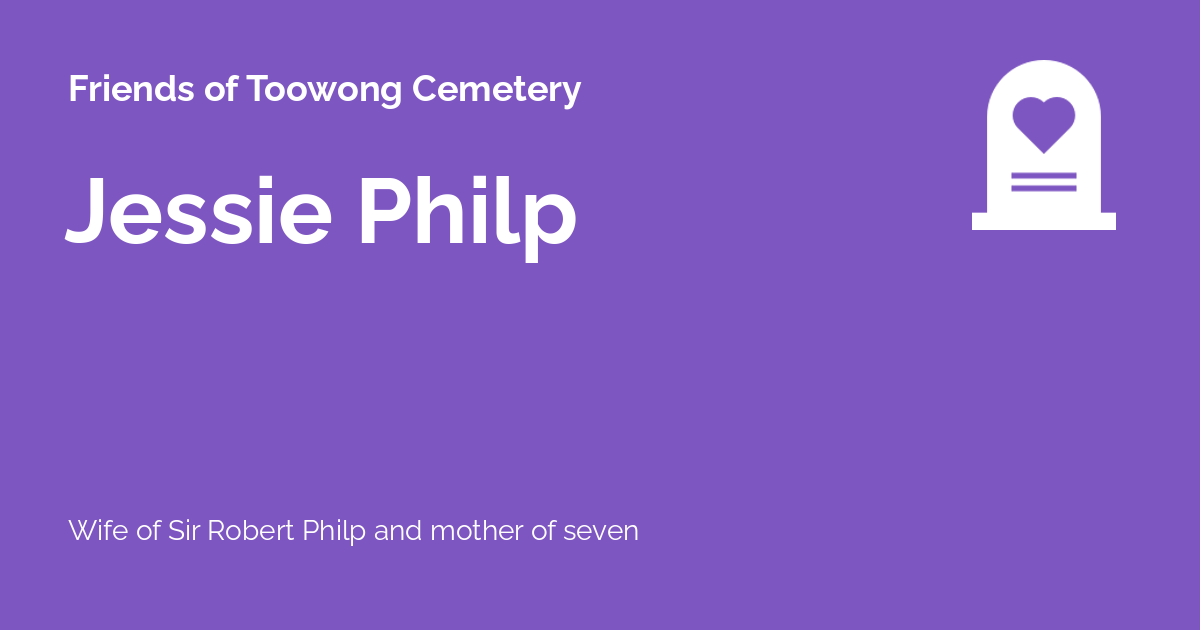 Friends of Toowong Cemetery
Jessie Philp
Wife of Sir Robert Philp and mother of seven